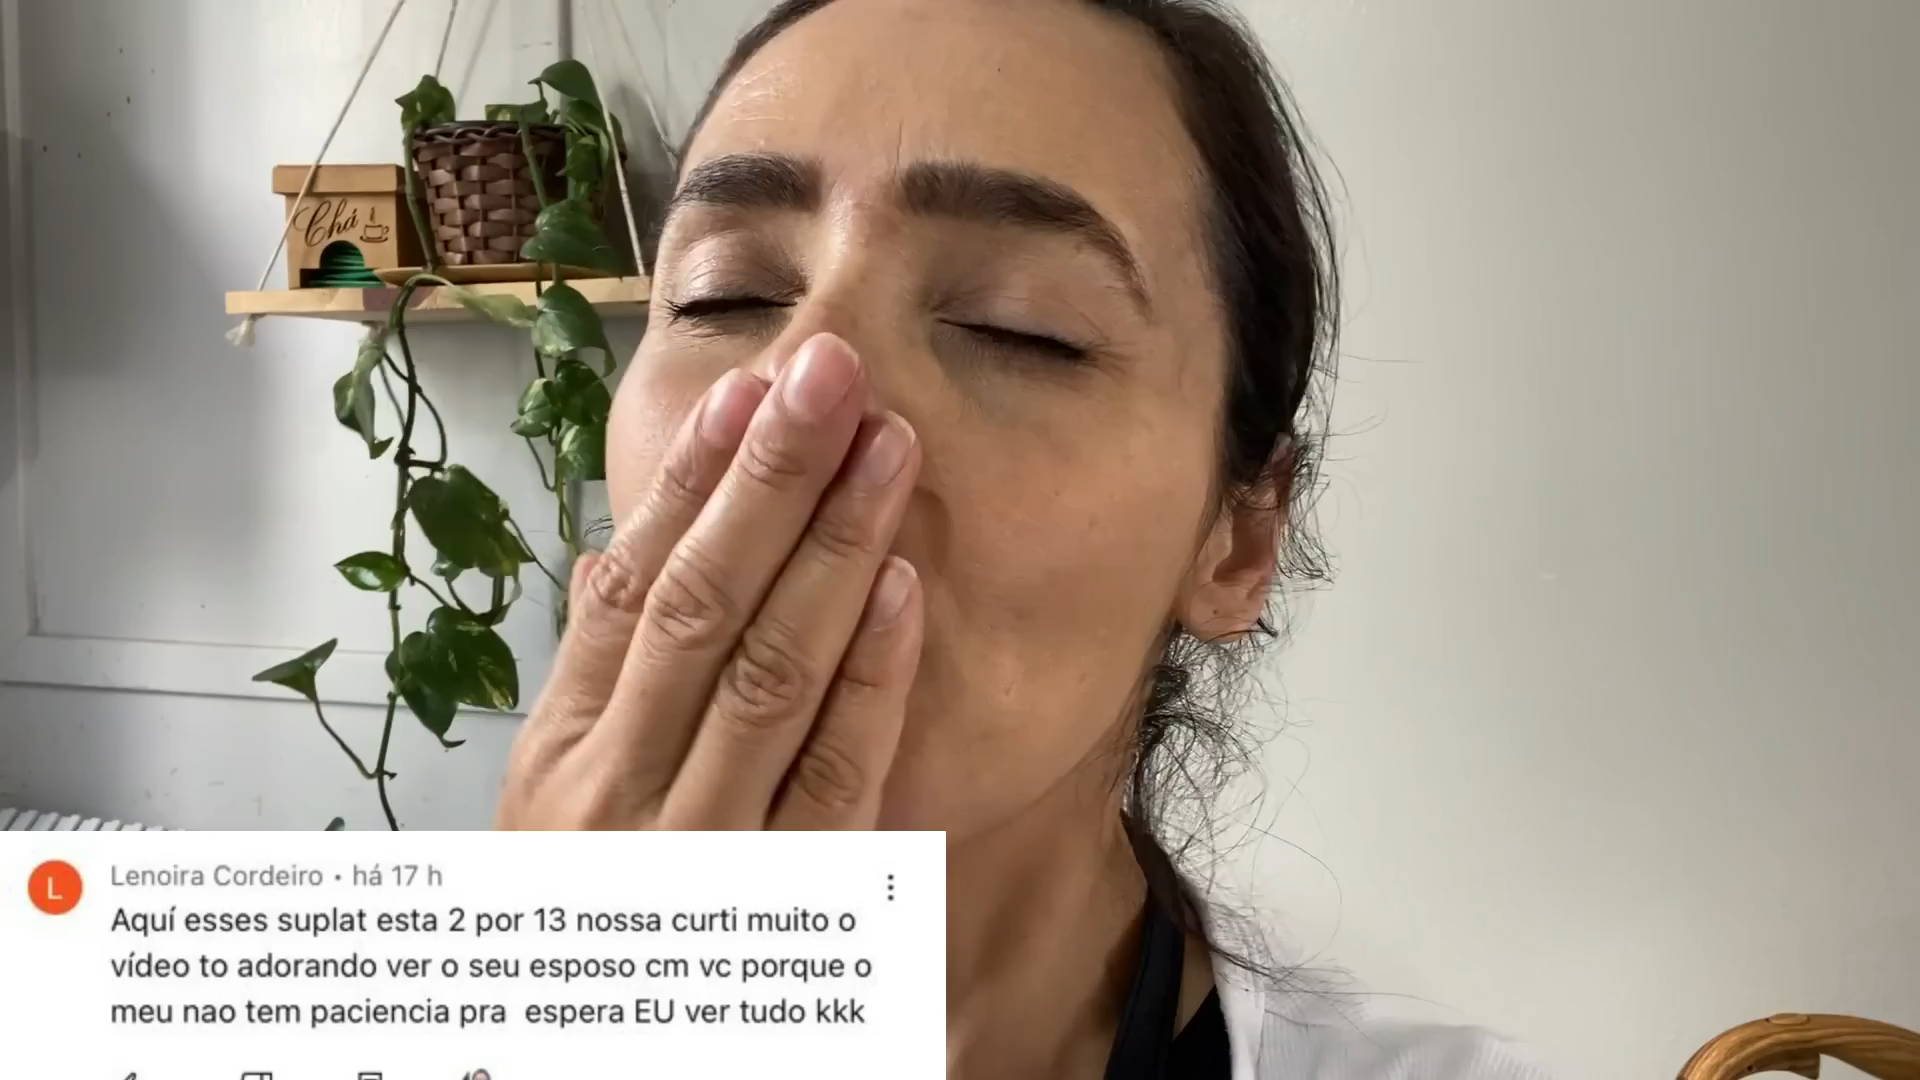 Chá
L
Lenoira Cordeiro • há 17 h
Aquí esses suplat esta 2 por 13 nossa curti muito o
vídeo to adorando ver o seu esposo cm vc porque o
meu nao tem paciencia pra espera EU ver tudo kkk